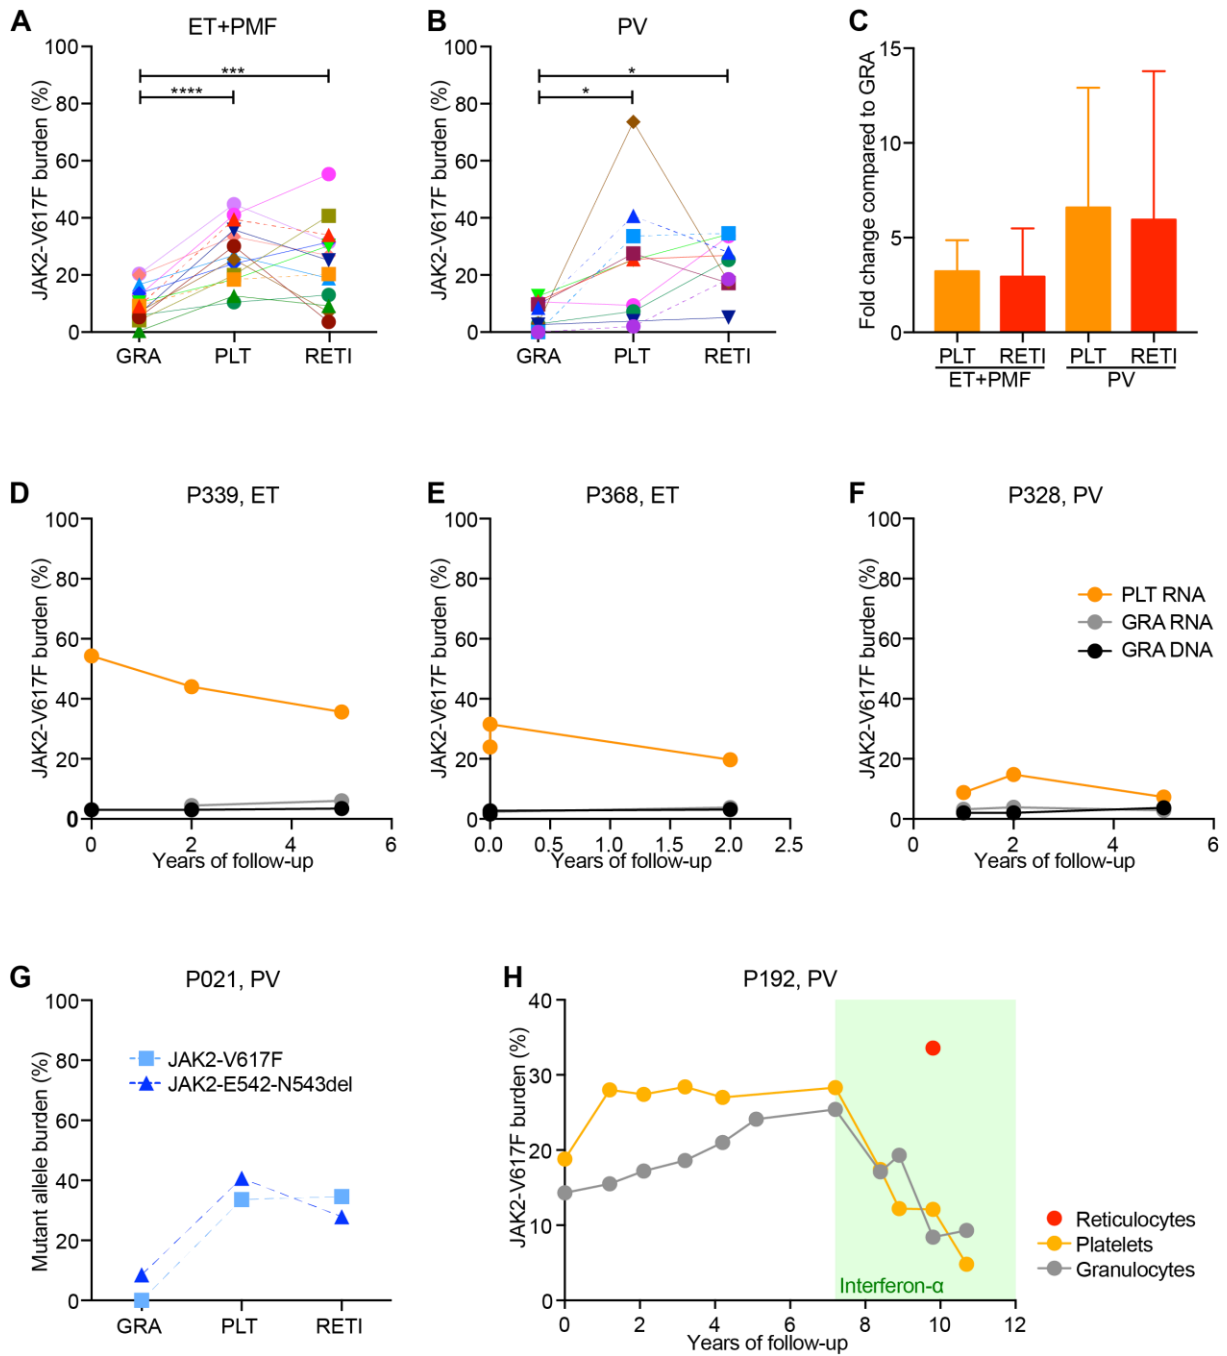 A
ET+PMF
JAK2-V617F burden (%)
100
80
60
40
20
0
***
****
GRA PLT RETI
B
PV
JAK2-V617F burden (%)
100
80
60
40
20
0
*
*
GRA PLT RETI
C
Fold change compared to GRA
15
10
5
0
PLT RETI PLT RETI
ET+PMF PV
D
P339, ET
JAK2-V617F burden (%)
100
80
60
40
20
0
0 2 4 6
Years of follow-up
E
P368, ET
JAK2-V617F burden (%)
100
80
60
40
20
0
0.0 0.5 1.0 1.5 2.0 2.5
Years of follow-up
F
P328, PV
JAK2-V617F burden (%)
100
80
60
40
20
0
PLT RNA
GRA RNA
GRA DNA
0 2 4 6
Years of follow-up
G
P021, PV
Mutant allele burden (%)
100
80
60
40
20
0
JAK2-V617F
JAK2-E542-N543del
GRA PLT RETI
H
P192, PV
JAK2-V617F burden (%)
40
30
20
10
0
Interferon-α
0 2 4 6 8 10 12
Years of follow-up
Reticulocytes
Platelets
Granulocytes